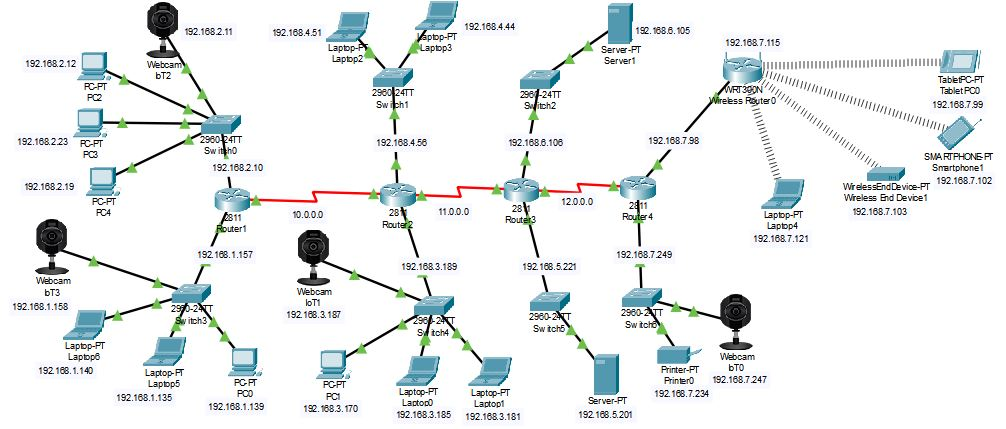 192.168.2.11
Webcam
IoT2
192.168.2.12
PC-PT
PC2
192.168.2.23
PC-PT
PC3
192.168.2.19
PC-PT
PC4
2960-24TT
Switch0
192.168.2.10
2811
Router1
10.0.0.0
192.168.1.157
Webcam
IoT3
192.168.1.158
2960-24TT
Switch3
Laptop-PT
Laptop6
192.168.1.140
Laptop-PT
Laptop5
192.168.1.135
PC-PT
PC0
192.168.1.139
192.168.4.51
Laptop-PT
Laptop2
192.168.4.44
Laptop-PT
Laptop3
2960-24TT
Switch1
192.168.4.56
2811
Router2
11.0.0.0
192.168.3.189
Webcam
IoT1
192.168.3.187
2960-24TT
Switch4
PC-PT
PC1
192.168.3.170
Laptop-PT
Laptop0
192.168.3.185
Laptop-PT
Laptop1
192.168.3.181
192.168.6.105
Server-PT
Server1
2960-24TT
Switch2
192.168.6.106
2811
Router3
12.0.0.0
192.168.5.221
2960-24TT
Switch5
Server-PT
192.168.5.201
192.168.7.115
WRT300N
Wireless Router0
192.168.7.98
2811
Router4
192.168.7.249
2960-24TT
Switch6
Printer-PT
Printer0
192.168.7.234
Webcam
IoT0
192.168.7.247
TabletPC-PT
Tablet PC0
192.168.7.99
SMARTPHONE-PT
Smartphone1
192.168.7.102
WirelessEndDevice-PT
Wireless End Device1
192.168.7.103
Laptop-PT
Laptop4
192.168.7.121